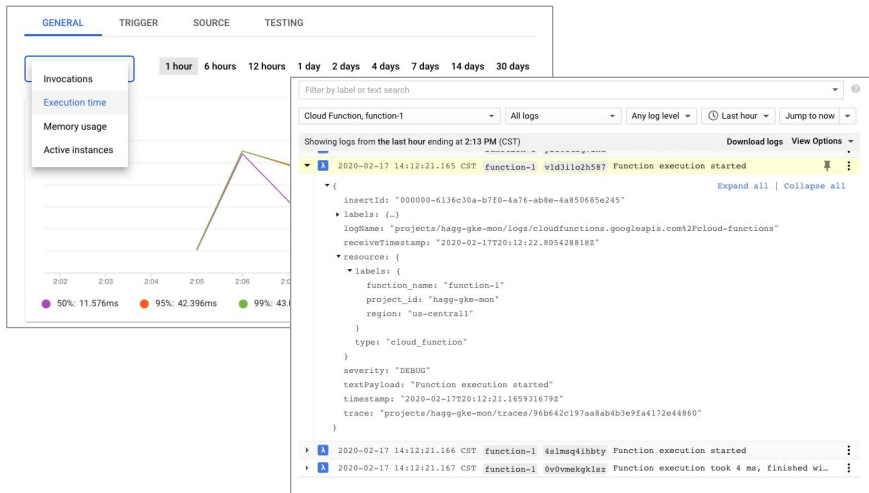 GENERAL TRIGGER SOURCE TESTING
1 hour 6 hours 12 hours 1 day 2 days 4 days 7 days 14 days 30 days
Invocations
Execution time
Memory usage
Active instances
2:02 2:03 2:04 2:05 2:06
50%: 11.576ms 95%: 42.396ms 99%: 43.
Filter by label or text search
Cloud Function, function-1 All logs Any log level Last hour Jump to now
Showing logs from the last hour ending at 2:13 PM (CST) Download logs View Options
2020-02-17 14:12:21.165 CST function-1 vld3ilo2h587 Function execution started
{ Expand all | Collapse all
insertId: "000000-6136c30a-b7f0-4a76-ab8e-4a850685e245"
labels: {…}
logName: "projects/hagg-gke-mon/logs/cloudfunctions.googleapis.com%2Fcloud-functions"
receiveTimestamp: "2020-02-17T20:12:22.805428818Z"
resource: {
labels: {
function_name: "function-1"
project_id: "hagg-gke-mon"
region: "us-central1"
}
type: "cloud_function"
}
severity: "DEBUG"
textPayload: "Function execution started"
timestamp: "2020-02-17T20:12:21.165931679Z"
trace: "projects/hagg-gke-mon/traces/96b642c197aa8ab4b3e9fa4172e44860"
}
2020-02-17 14:12:21.166 CST function-1 4slmsq4ihbty Function execution started
2020-02-17 14:12:21.167 CST function-1 0v0vmekgklsz Function execution took 4 ms, finished wi…